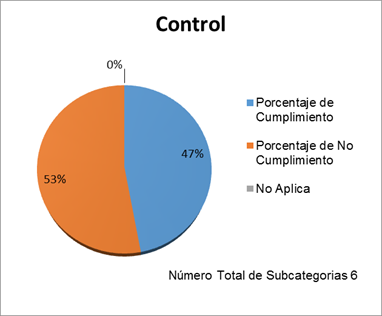 Control
0%
47%
53%
Porcentaje de
Cumplimiento
Porcentaje de No
Cumplimiento
No Aplica
Número Total de Subcategorias 6